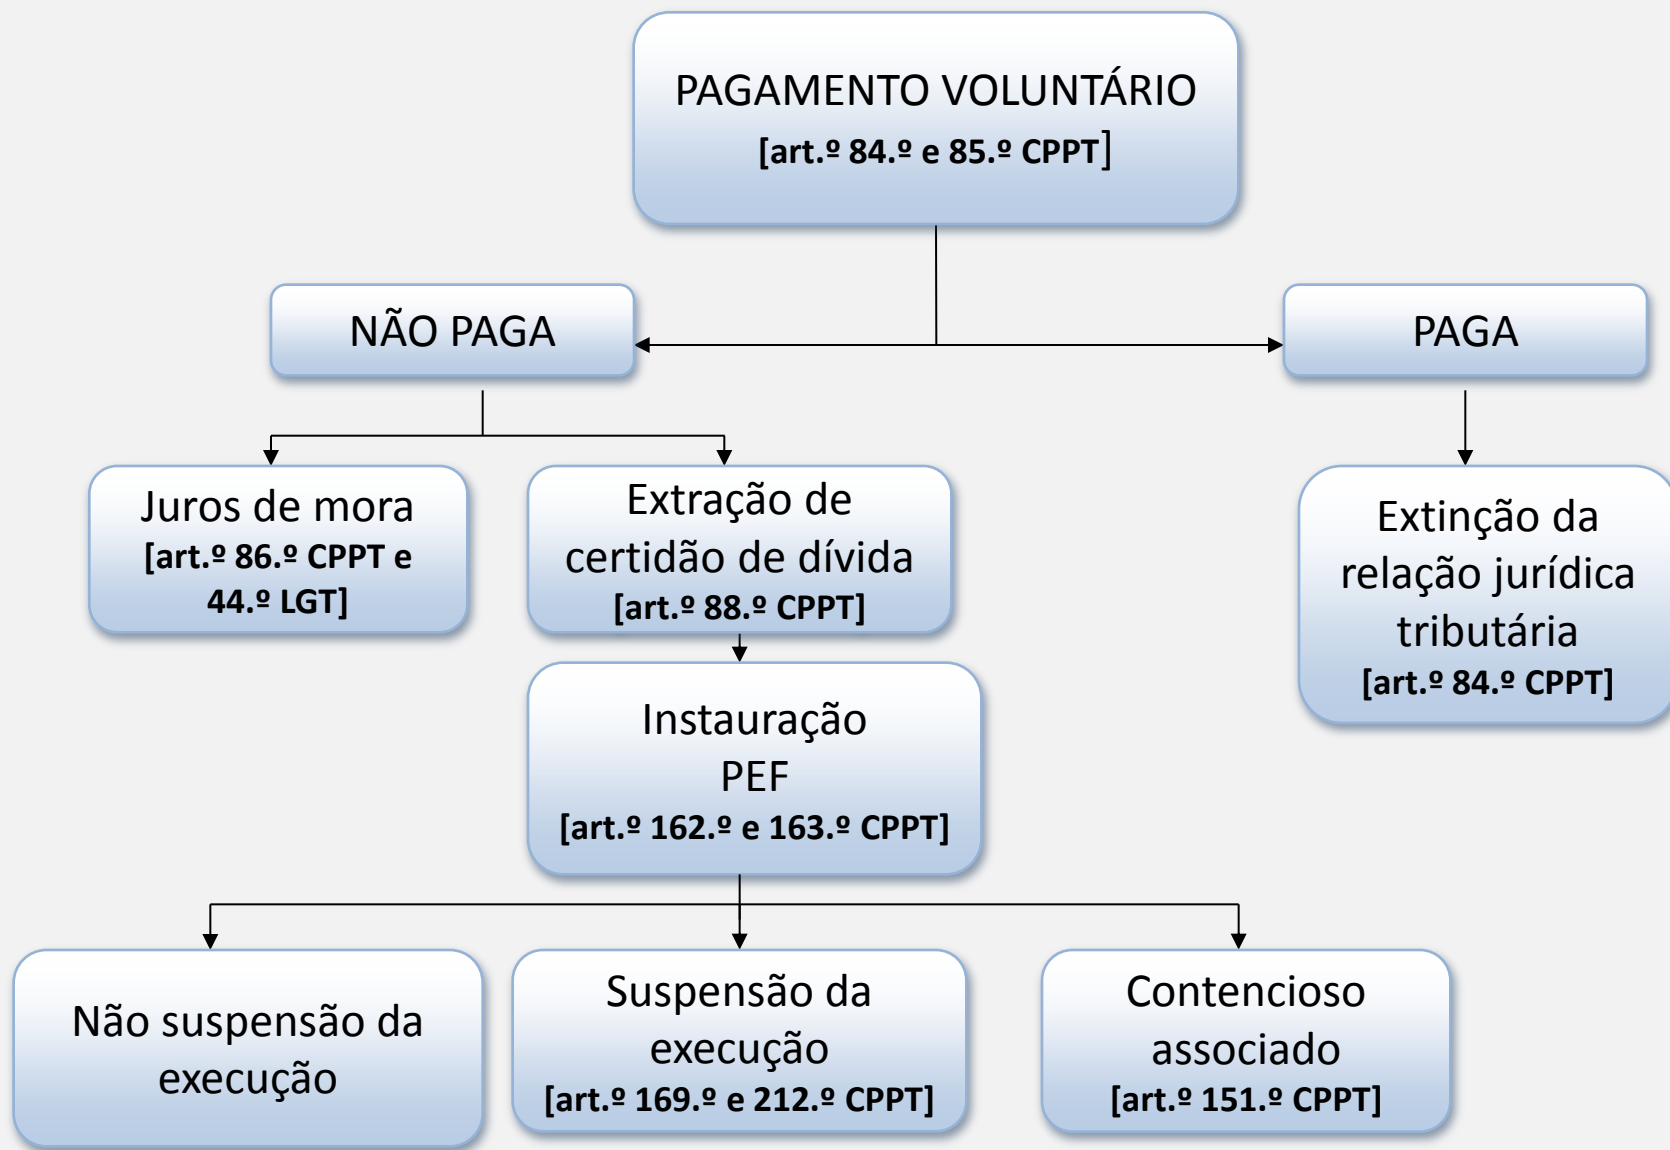 PAGAMENTO VOLUNTÁRIO
[art.º 84.º e 85.º CPPT]
NÃO PAGA
PAGA
Juros de mora
[art.º 86.º CPPT e
44.º LGT]
Extração de
certidão de dívida
[art.º 88.º CPPT]
Extinção da
relação jurídica
tributária
[art.º 84.º CPPT]
Instauração
PEF
[art.º 162.º e 163.º CPPT]
Não suspensão da
execução
Suspensão da
execução
[art.º 169.º e 212.º CPPT]
Contencioso
associado
[art.º 151.º CPPT]